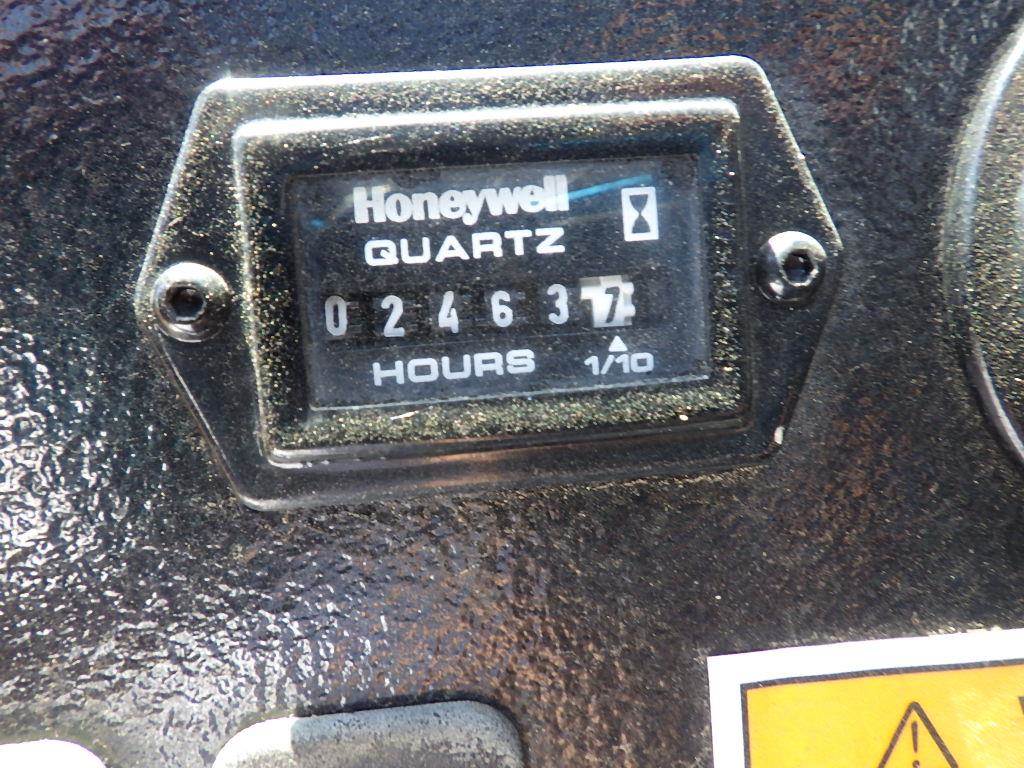 Honeywell
QUARTZ
0 2 4 6 3 7
HOURS 1/10